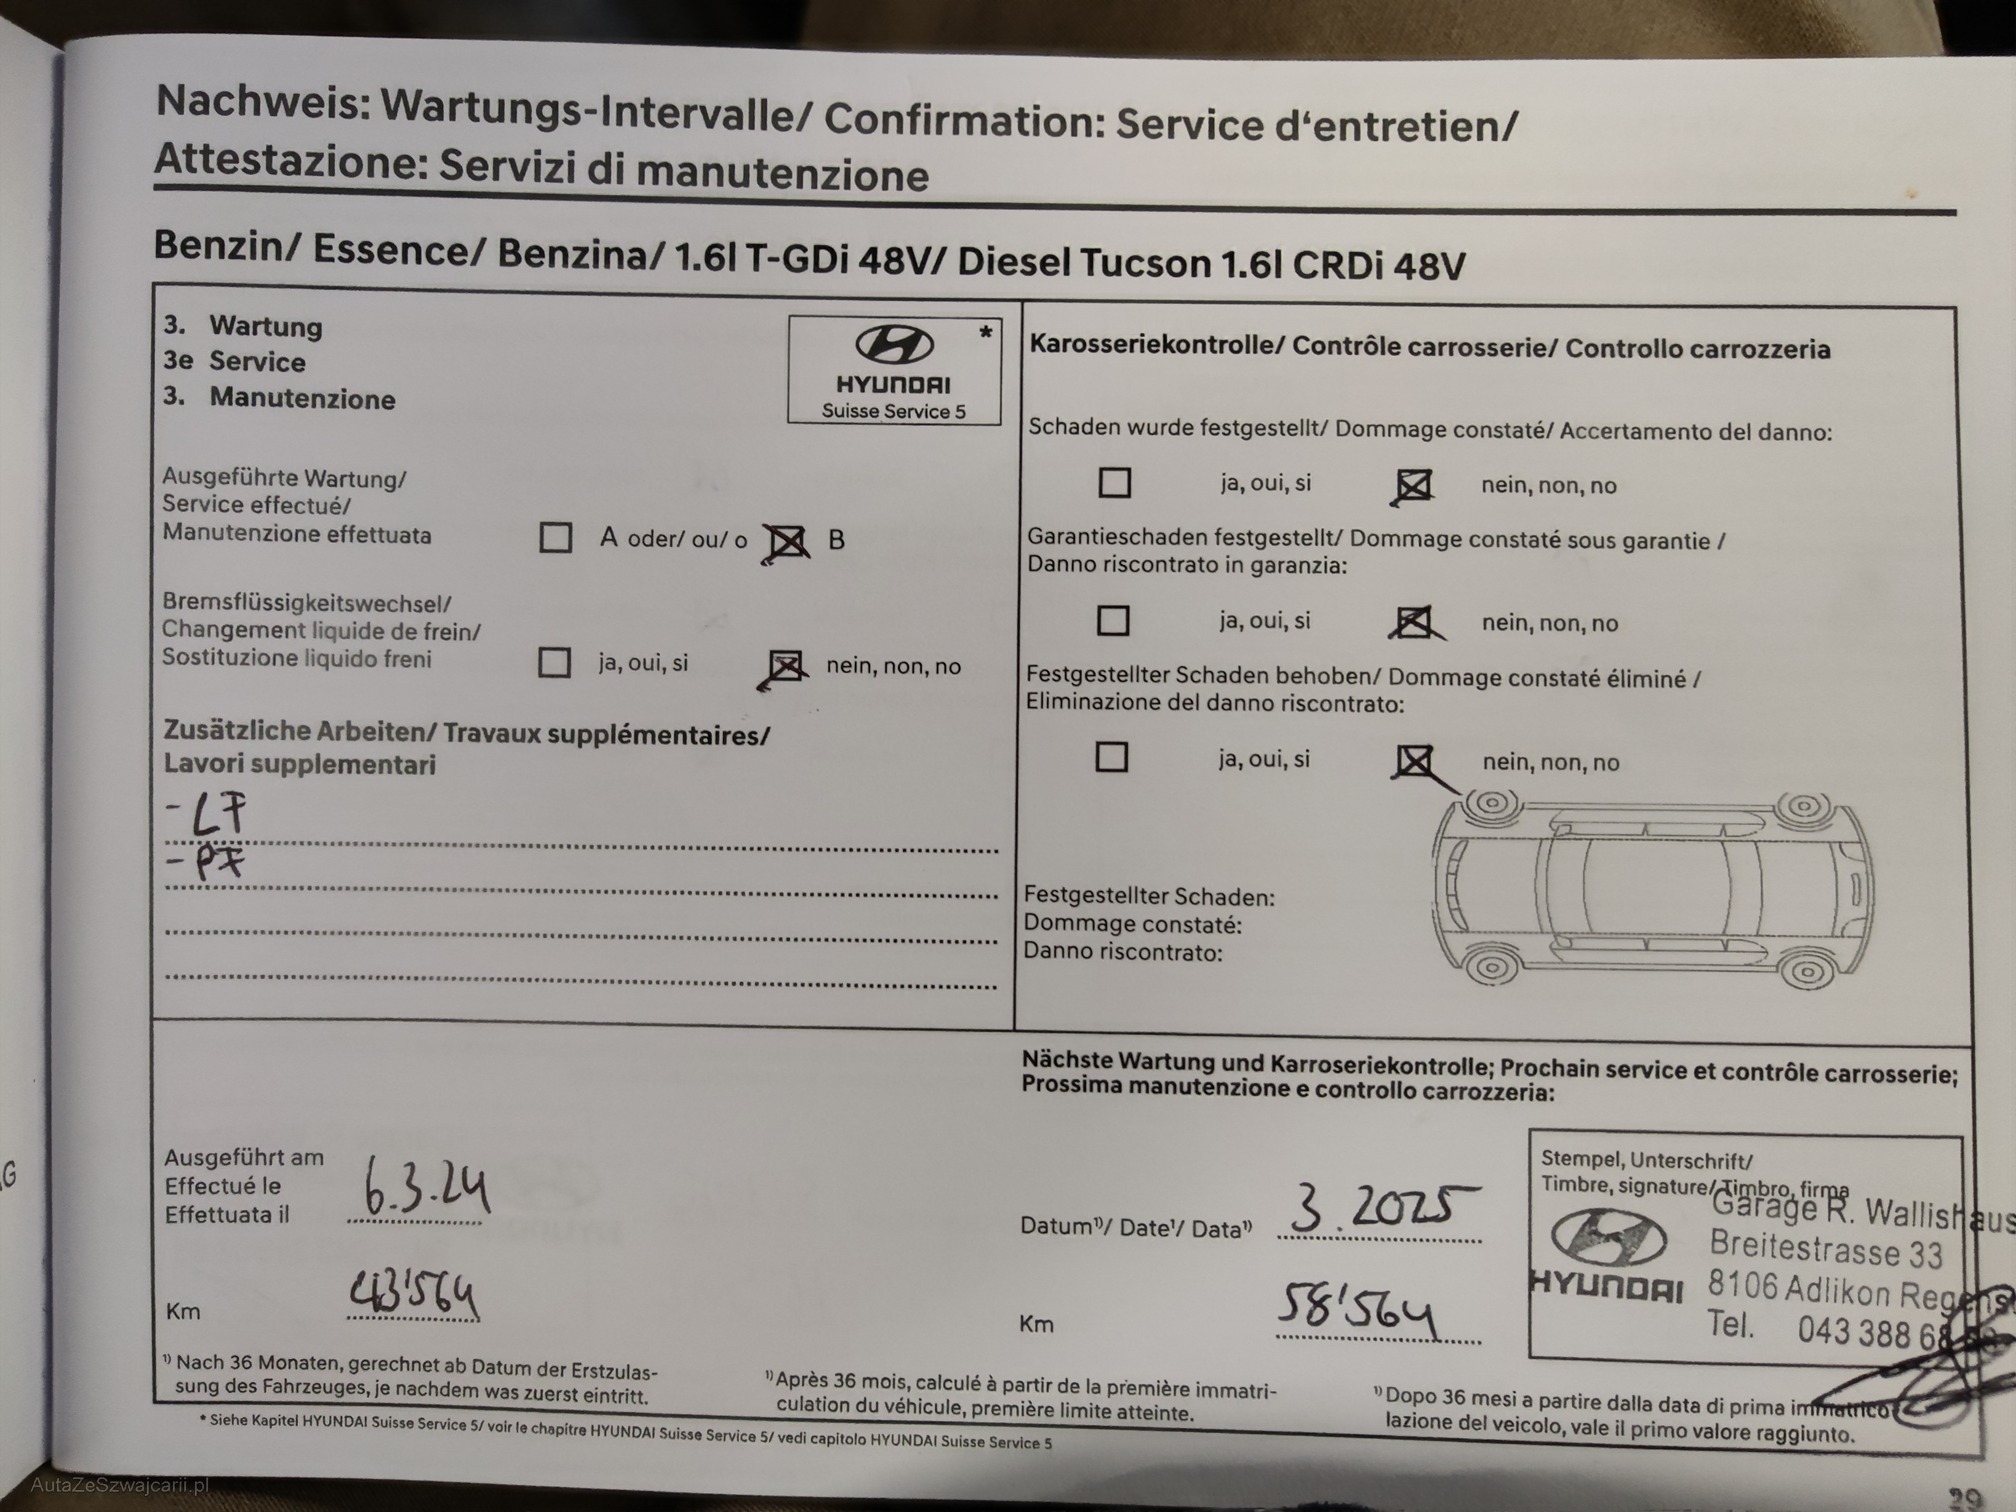 Nachweis: Wartungs-Intervalle/ Confirmation: Service d‘entretien/
Attestazione: Servizi di manutenzione
Benzin/ Essence/ Benzina/ 1.6l T-GDi 48V/ Diesel Tucson 1.6l CRDi 48V
3. Wartung
3e Service
3. Manutenzione
*
HYUNDAI
Suisse Service 5
Ausgeführte Wartung/
Service effectué/
Manutenzione effettuata
A oder/ ou/ o
B
Bremsflüssigkeitswechsel/
Changement liquide de frein/
Sostituzione liquido freni
ja, oui, si
nein, non, no
Zusätzliche Arbeiten/ Travaux supplémentaires/
Lavori supplementari
- LF
- PF
Karosseriekontrolle/ Contrôle carrosserie/ Controllo carrozzeria
Schaden wurde festgestellt/ Dommage constaté/ Accertamento del danno:
ja, oui, si
nein, non, no
Garantieschaden festgestellt/ Dommage constaté sous garantie /
Danno riscontrato in garanzia:
ja, oui, si
nein, non, no
Festgestellter Schaden behoben/ Dommage constaté éliminé /
Eliminazione del danno riscontrato:
ja, oui, si
nein, non, no
Festgestellter Schaden:
Dommage constaté:
Danno riscontrato:
Ausgeführt am
Effectué le
Effettuata il
6.3.24
Km
43'564
Nächste Wartung und Karroseriekontrolle; Prochain service et contrôle carrosserie;
Prossima manutenzione e controllo carrozzeria:
Datum¹⁾/ Date¹/ Data¹⁾
3.2025
Km
58'564
Stempel, Unterschrift/
Timbre, signature/ Timbro, firma
HYUNDAI
Garage R. Wallishaus
Breitestrasse 33
8106 Adlikon Regens
Tel. 043 388 68
¹⁾ Nach 36 Monaten, gerechnet ab Datum der Erstzulas-
sung des Fahrzeuges, je nachdem was zuerst eintritt.
¹⁾ Après 36 mois, calculé à partir de la première immatri-
culation du véhicule, première limite atteinte.
¹⁾ Dopo 36 mesi a partire dalla data di prima immatrico
lazione del veicolo, vale il primo valore raggiunto.
* Siehe Kapitel HYUNDAI Suisse Service 5/ voir le chapitre HYUNDAI Suisse Service 5/ vedi capitolo HYUNDAI Suisse Service 5
AutaZeSzwajcarii.pl